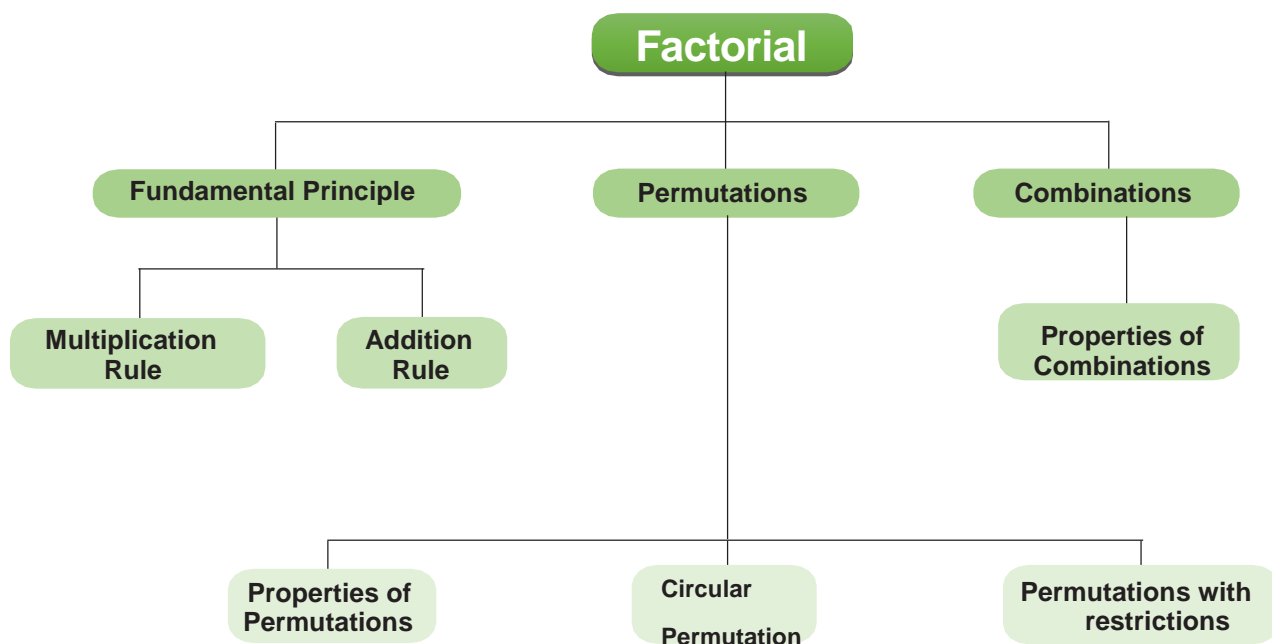 Factorial
Fundamental Principle
Permutations
Combinations
Multiplication
Rule
Addition
Rule
Properties of
Combinations
Properties of
Permutations
Circular
Permutation
Permutations with
restrictions